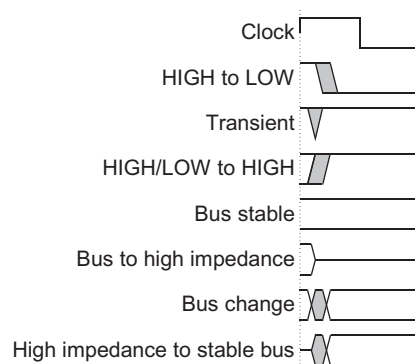 Clock
HIGH to LOW
Transient
HIGH/LOW to HIGH
Bus stable
Bus to high impedance
Bus change
High impedance to stable bus